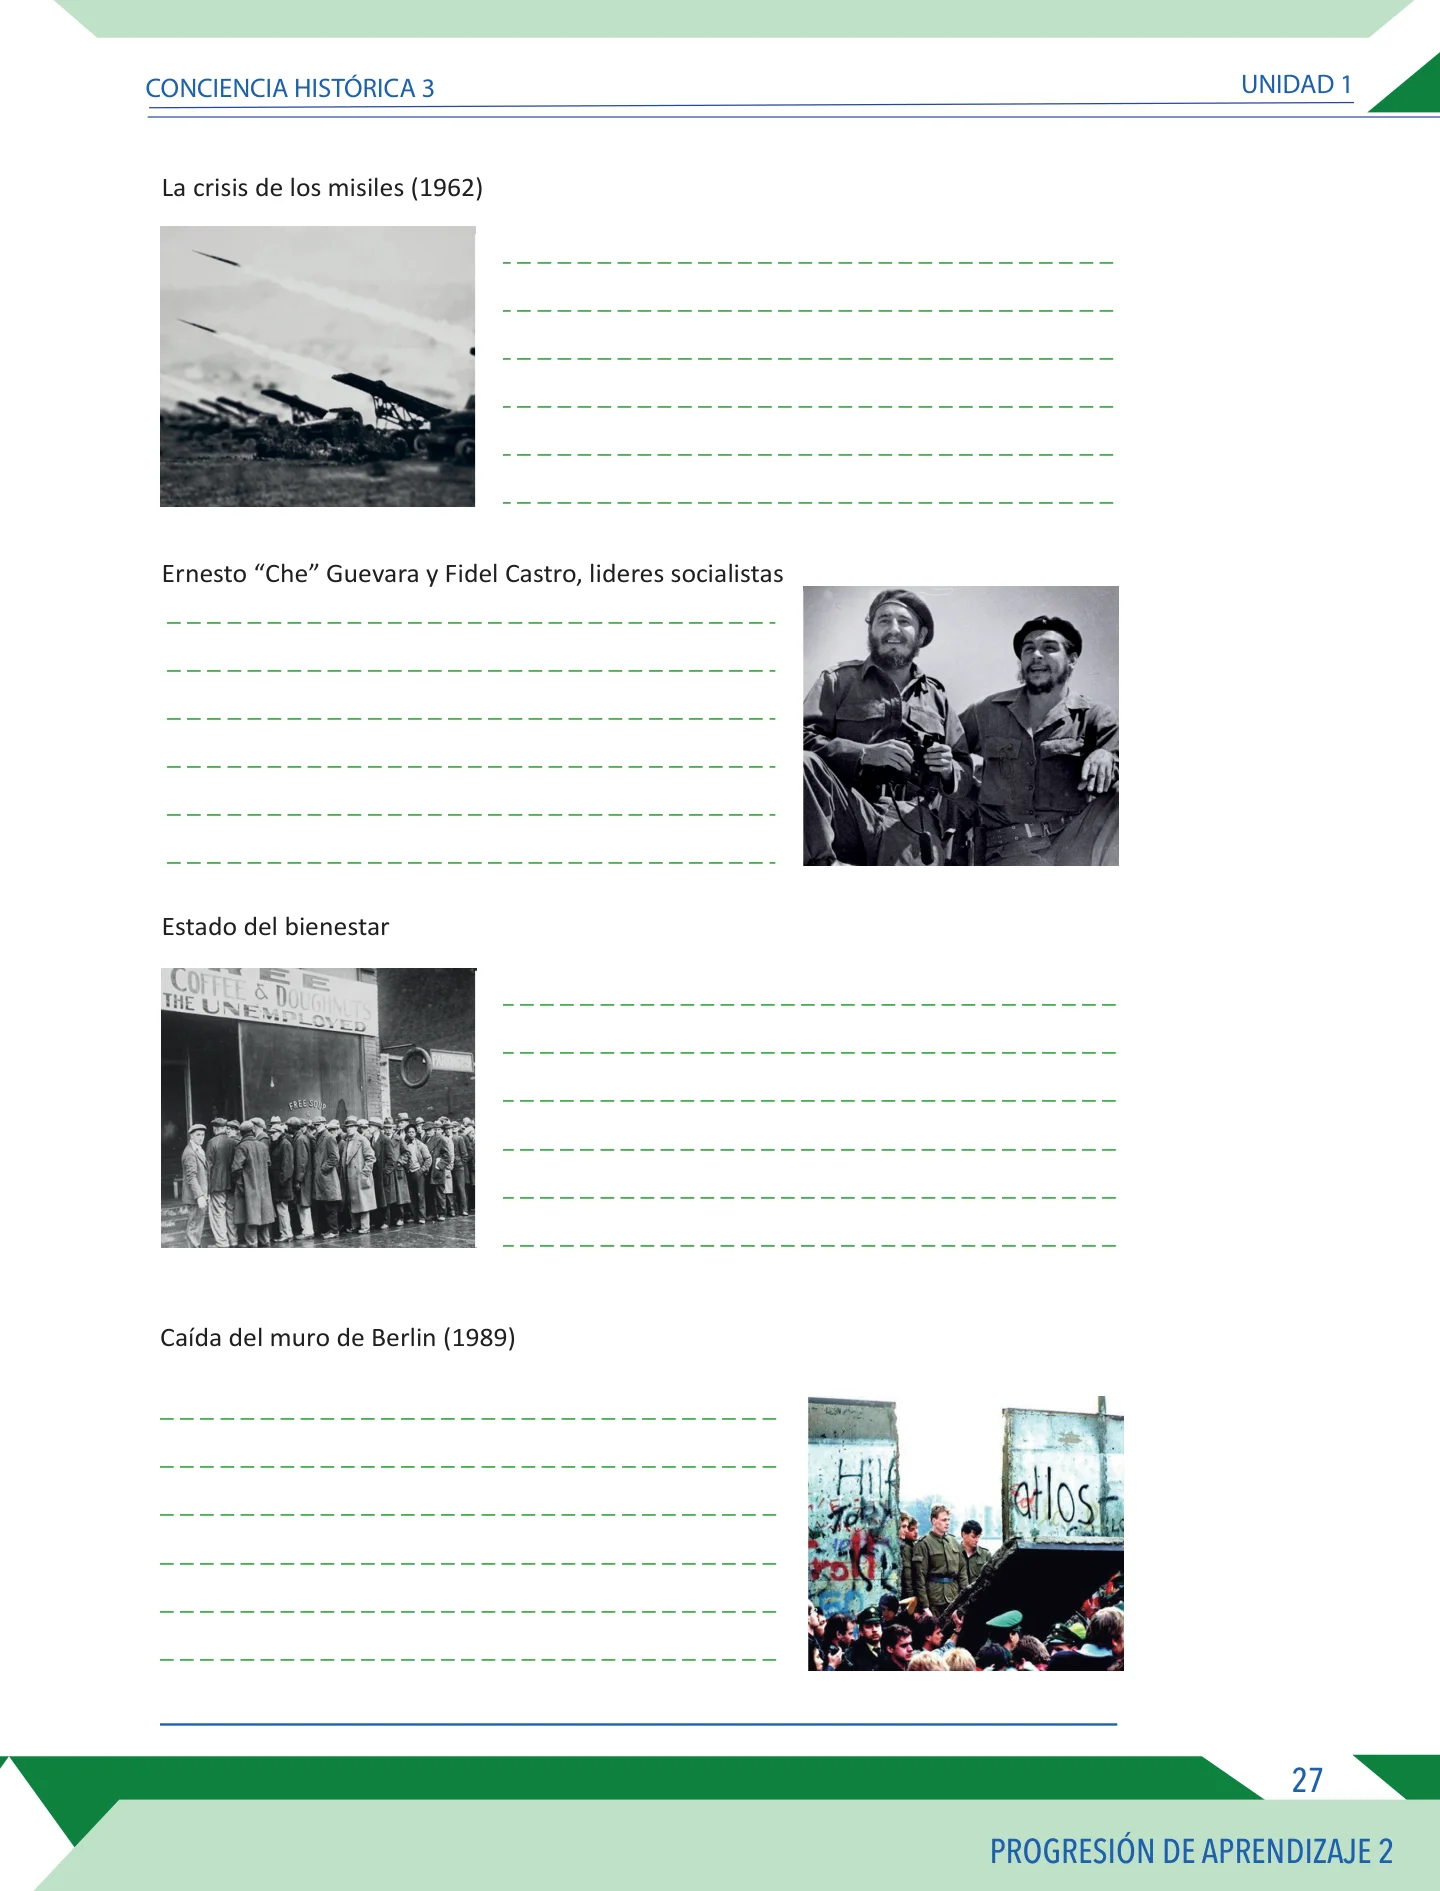 CONCIENCIA HISTÓRICA 3
UNIDAD 1
La crisis de los misiles (1962)
Ernesto “Che” Guevara y Fidel Castro, lideres socialistas
Estado del bienestar
COFFEE & DOUGHNUTS
THE UNEMPLOYED
FREE SOUP
Caída del muro de Berlin (1989)
27
PROGRESIÓN DE APRENDIZAJE 2